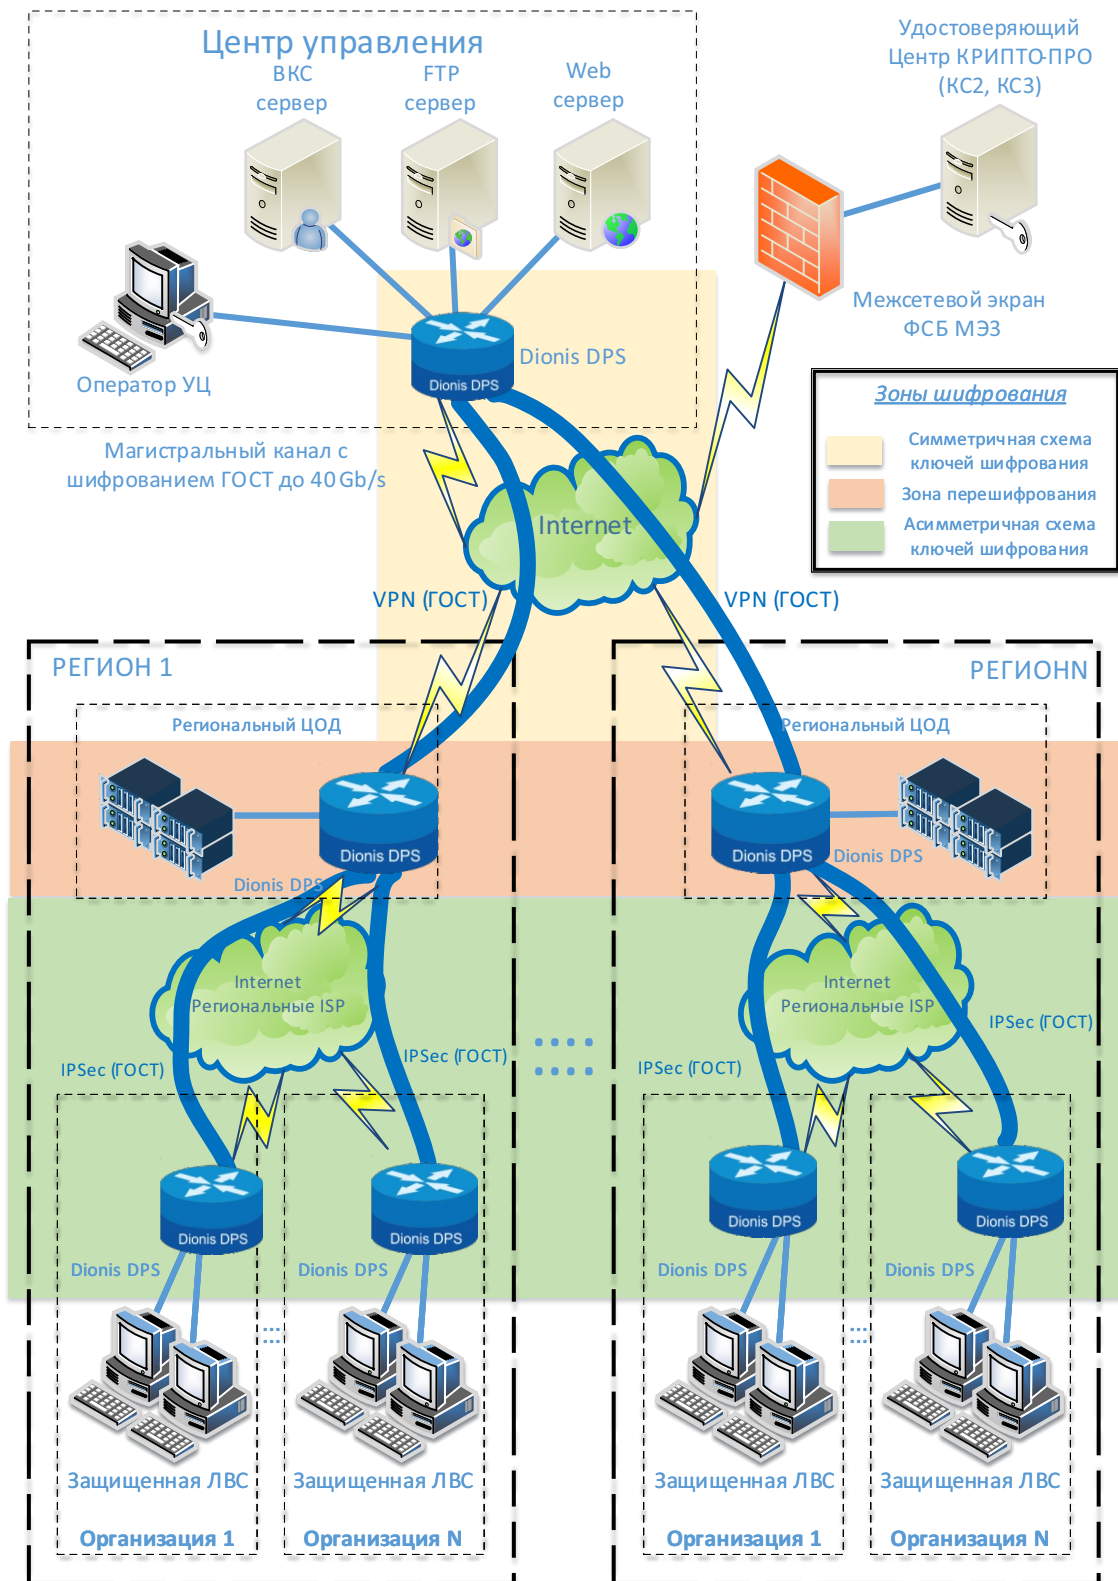 Центр управления
ВКС
сервер
FTP
сервер
Web
сервер
Удостоверяющий
Центр КРИПТО-ПРО
(КС2, КС3)
Межсетевой экран
ФСБ МЭ3
Оператор УЦ
Dionis DPS
Dionis DPS
Зоны шифрования
Симметричная схема
ключей шифрования
Зона перешифрования
Асимметричная схема
ключей шифрования
Магистральный канал с
шифрованием ГОСТ до 40 Gb/s
Internet
VPN (ГОСТ)
VPN (ГОСТ)
РЕГИОН 1
Региональный ЦОД
Dionis DPS
Dionis DPS
Internet
Региональные ISP
IPSec (ГОСТ)
IPSec (ГОСТ)
Dionis DPS
Dionis DPS
Dionis DPS
Dionis DPS
Защищенная ЛВС
Защищенная ЛВС
Организация 1
Организация N
РЕГИОНN
Региональный ЦОД
Dionis DPS
Dionis DPS
Internet
Региональные ISP
IPSec (ГОСТ)
IPSec (ГОСТ)
Dionis DPS
Dionis DPS
Dionis DPS
Dionis DPS
Защищенная ЛВС
Защищенная ЛВС
Организация 1
Организация N